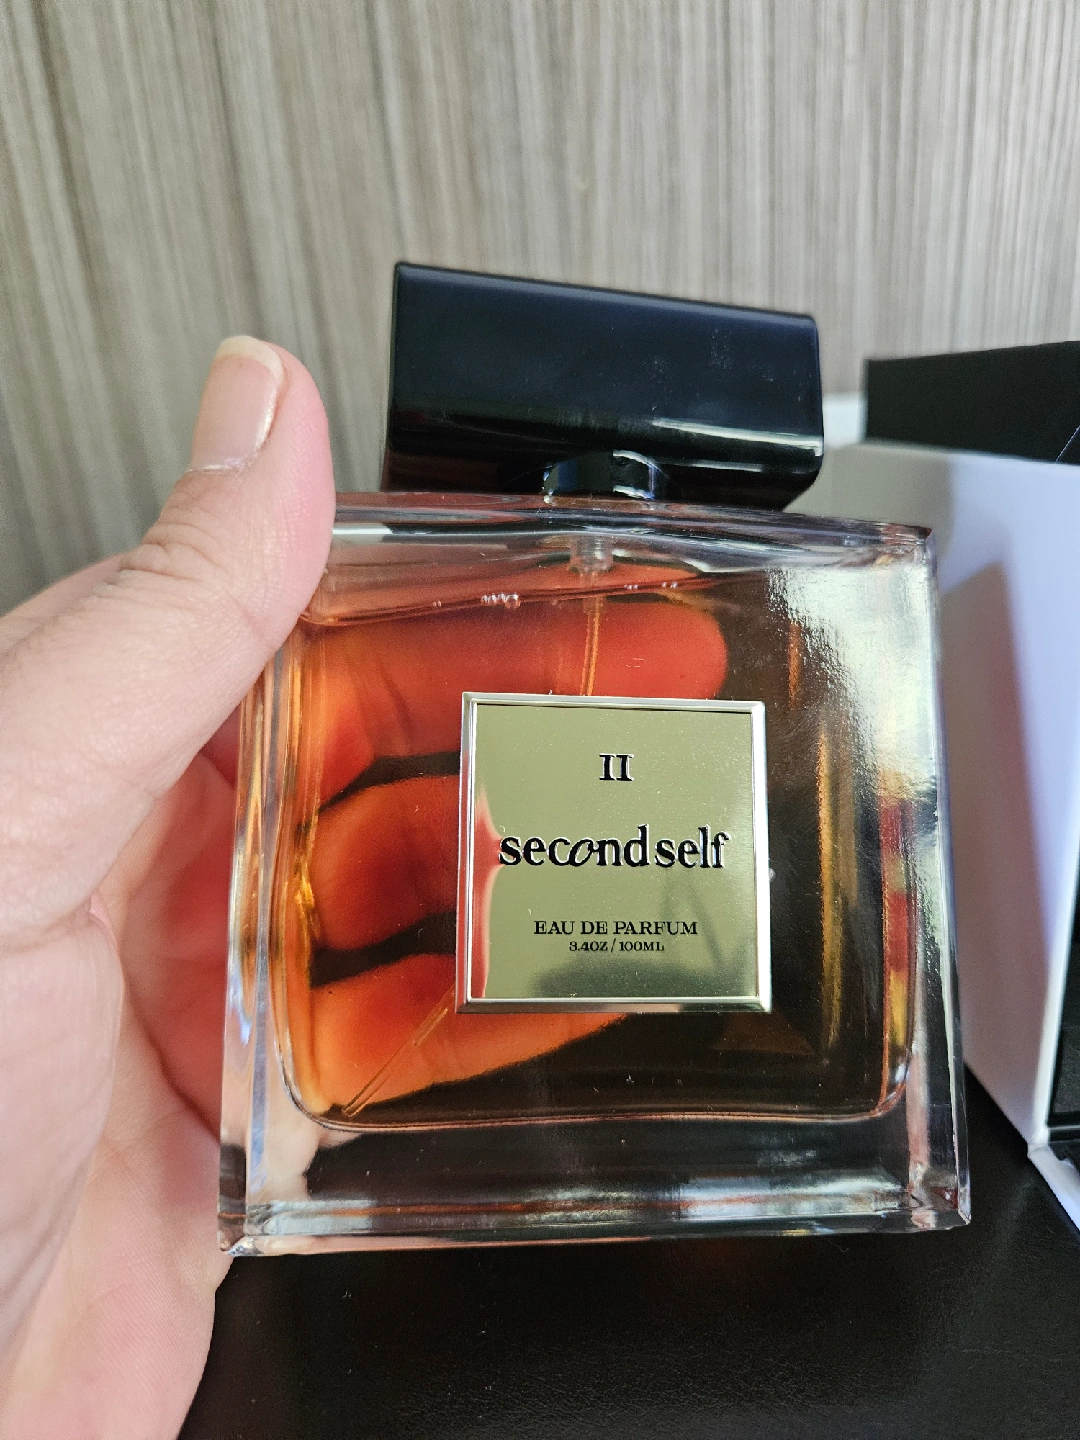 II
secondself
EAU DE PARFUM
3.4OZ / 100ML